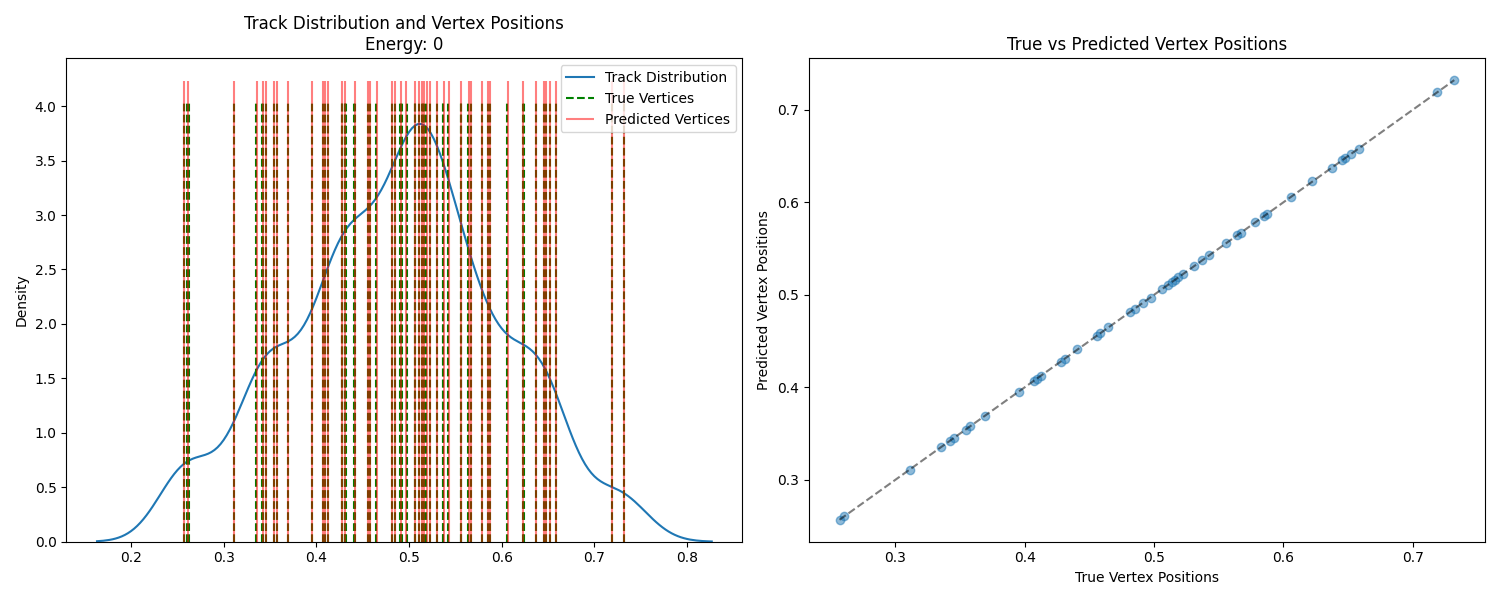 Track Distribution and Vertex Positions
Energy: 0
Track Distribution
True Vertices
Predicted Vertices
Density
4.0
3.5
3.0
2.5
2.0
1.5
1.0
0.5
0.0
0.2 0.3 0.4 0.5 0.6 0.7 0.8
True vs Predicted Vertex Positions
Predicted Vertex Positions
0.7
0.6
0.5
0.4
0.3
0.3 0.4 0.5 0.6 0.7
True Vertex Positions